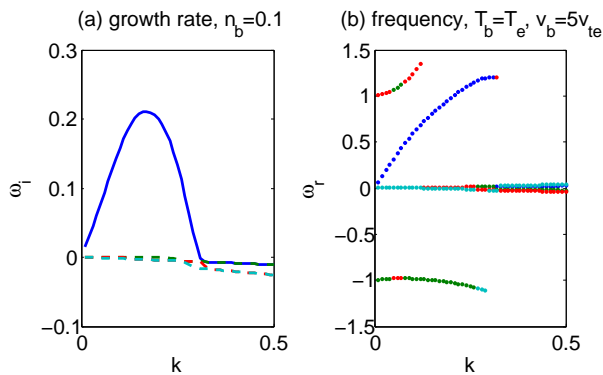 (a) growth rate, n_b=0.1
0.3
0.2
0.1
0
−0.1
ω_i
0
0.5
k
(b) frequency, T_b=T_e, v_b=5v_te
1.5
1
0.5
0
−0.5
−1
−1.5
ω_r
0
0.5
k